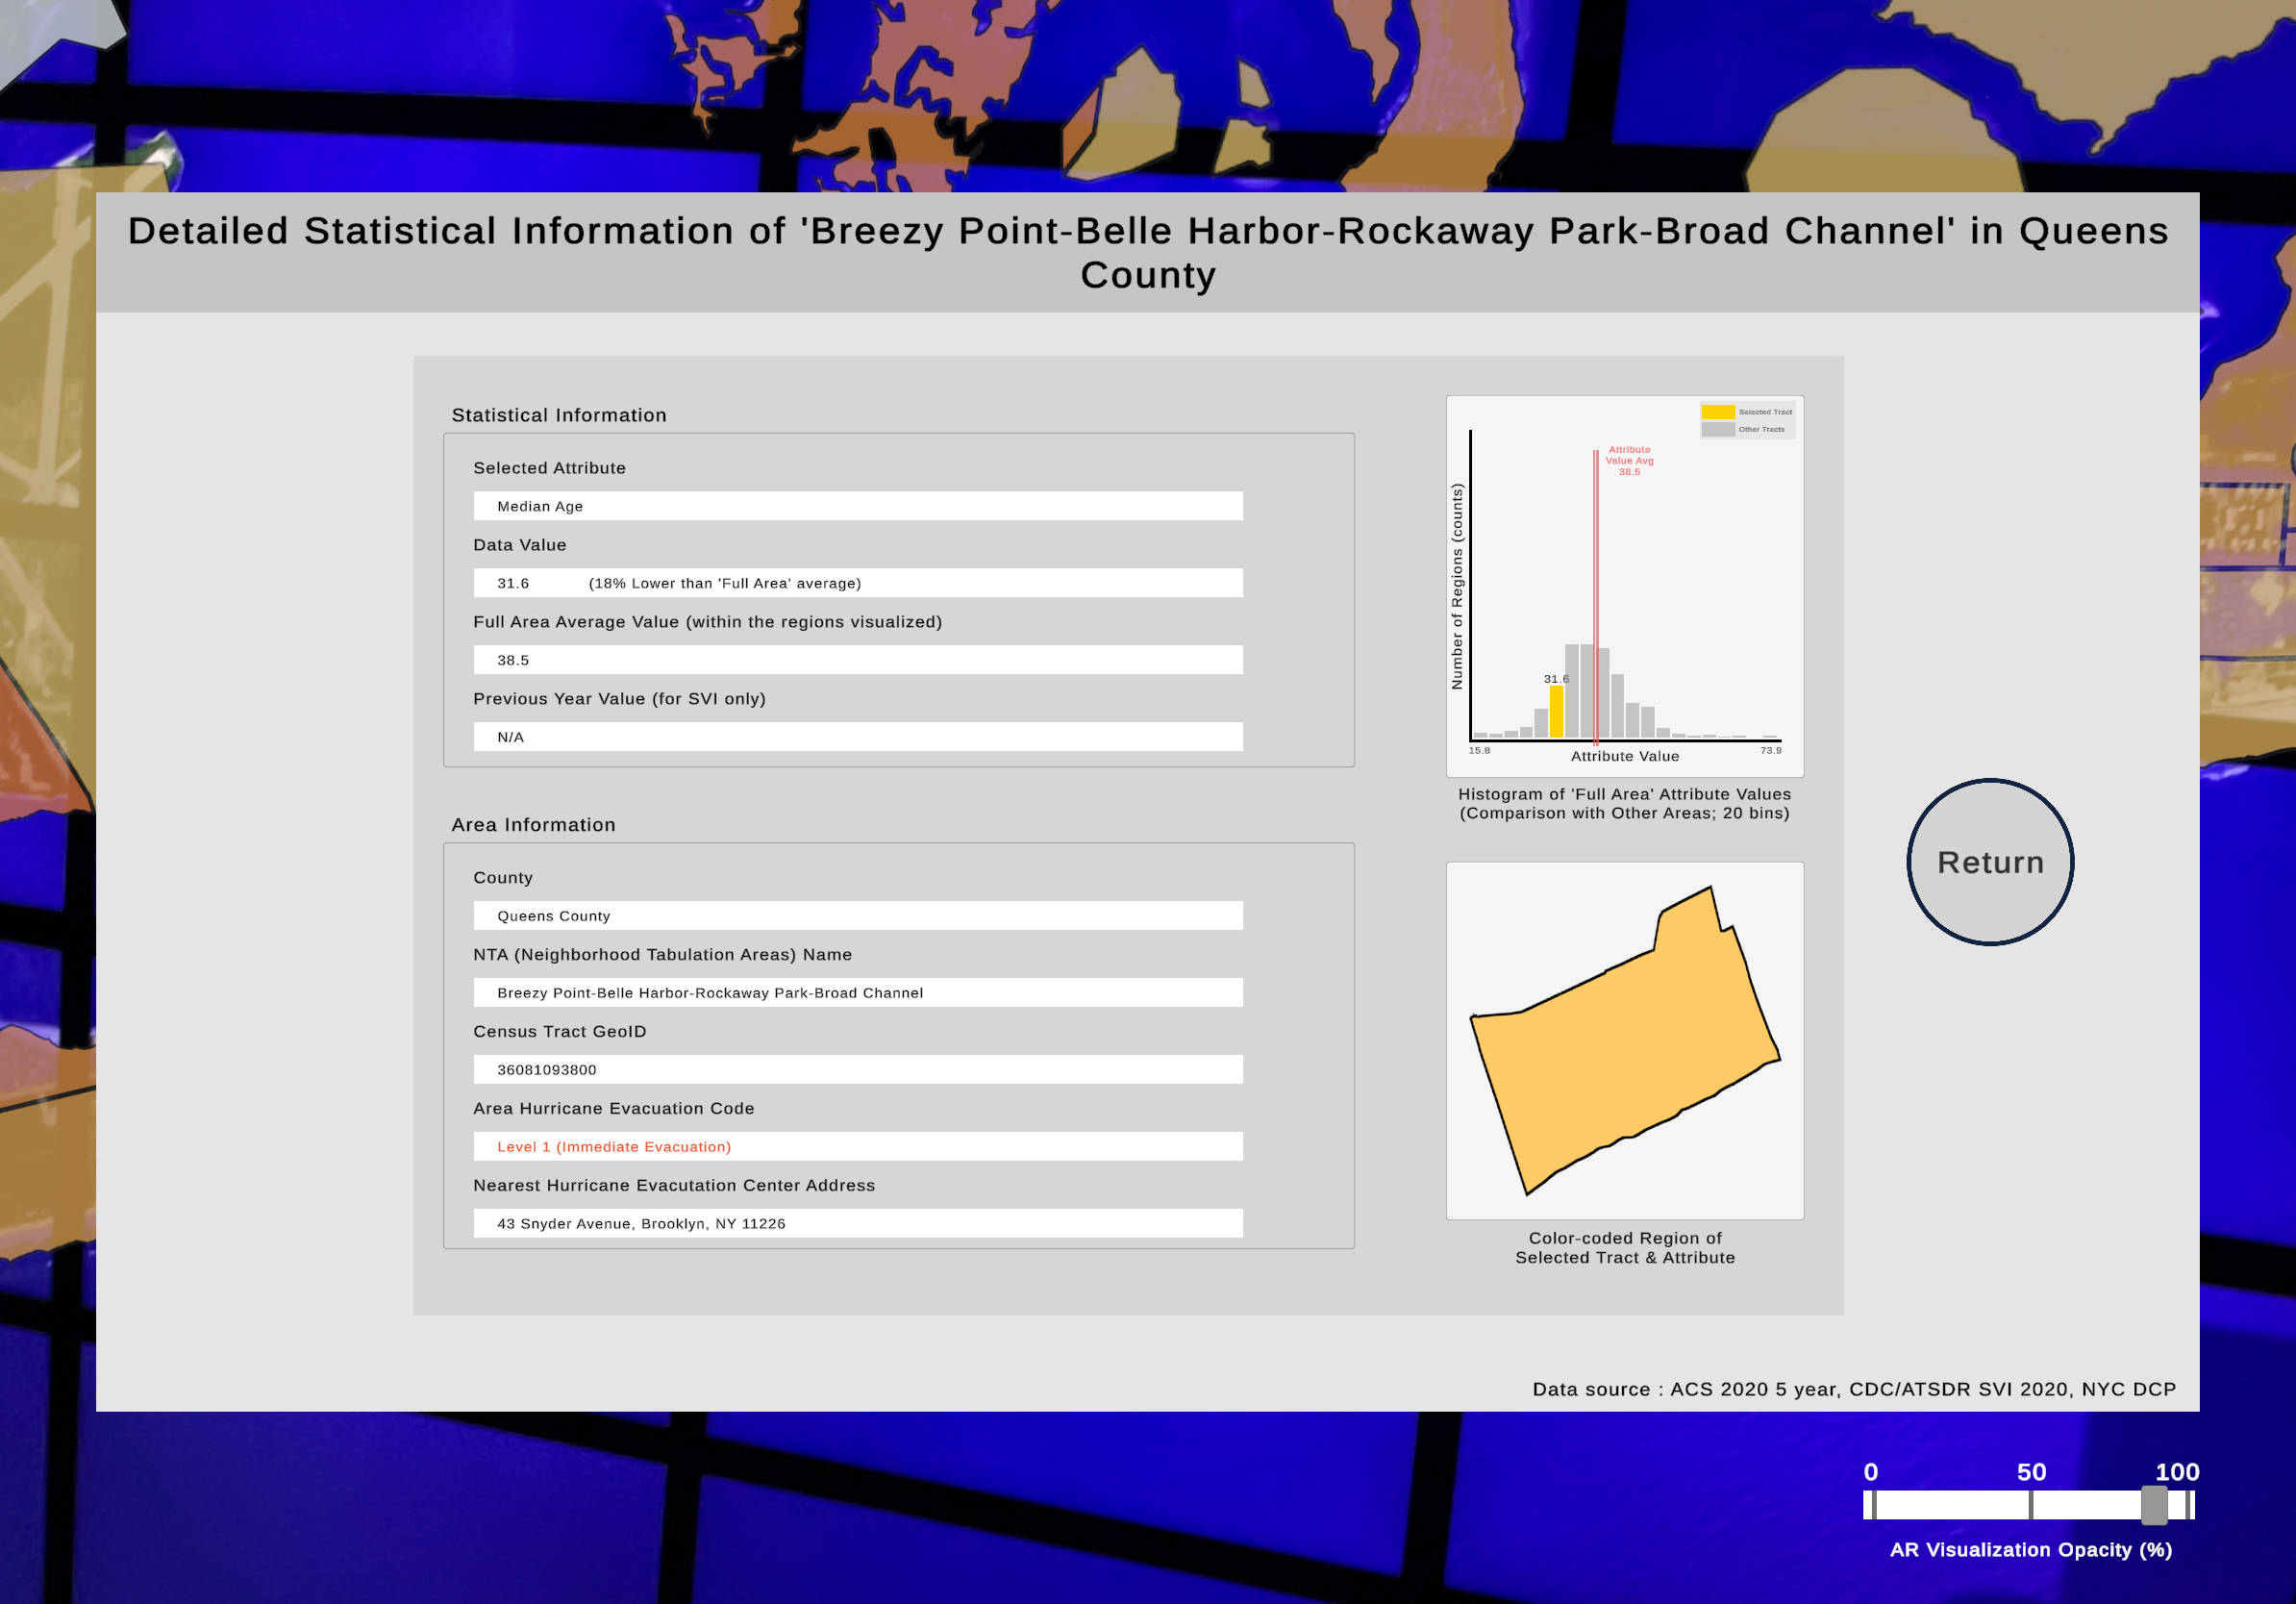 Detailed Statistical Information of 'Breezy Point-Belle Harbor-Rockaway Park-Broad Channel' in Queens
County
Statistical Information
Selected Attribute
Median Age
Data Value
31.6 (18% Lower than 'Full Area' average)
Full Area Average Value (within the regions visualized)
38.5
Previous Year Value (for SVI only)
N/A
Area Information
County
Queens County
NTA (Neighborhood Tabulation Areas) Name
Breezy Point-Belle Harbor-Rockaway Park-Broad Channel
Census Tract GeoID
36081093800
Area Hurricane Evacuation Code
Level 1 (Immediate Evacuation)
Nearest Hurricane Evacutation Center Address
43 Snyder Avenue, Brooklyn, NY 11226
Selected Tract
Other Tracts
Attribute
Value Avg
38.5
Number of Regions (counts)
31.6
15.8
73.9
Attribute Value
Histogram of 'Full Area' Attribute Values
(Comparison with Other Areas; 20 bins)
Color-coded Region of
Selected Tract & Attribute
Return
Data source : ACS 2020 5 year, CDC/ATSDR SVI 2020, NYC DCP
0 50 100
AR Visualization Opacity (%)